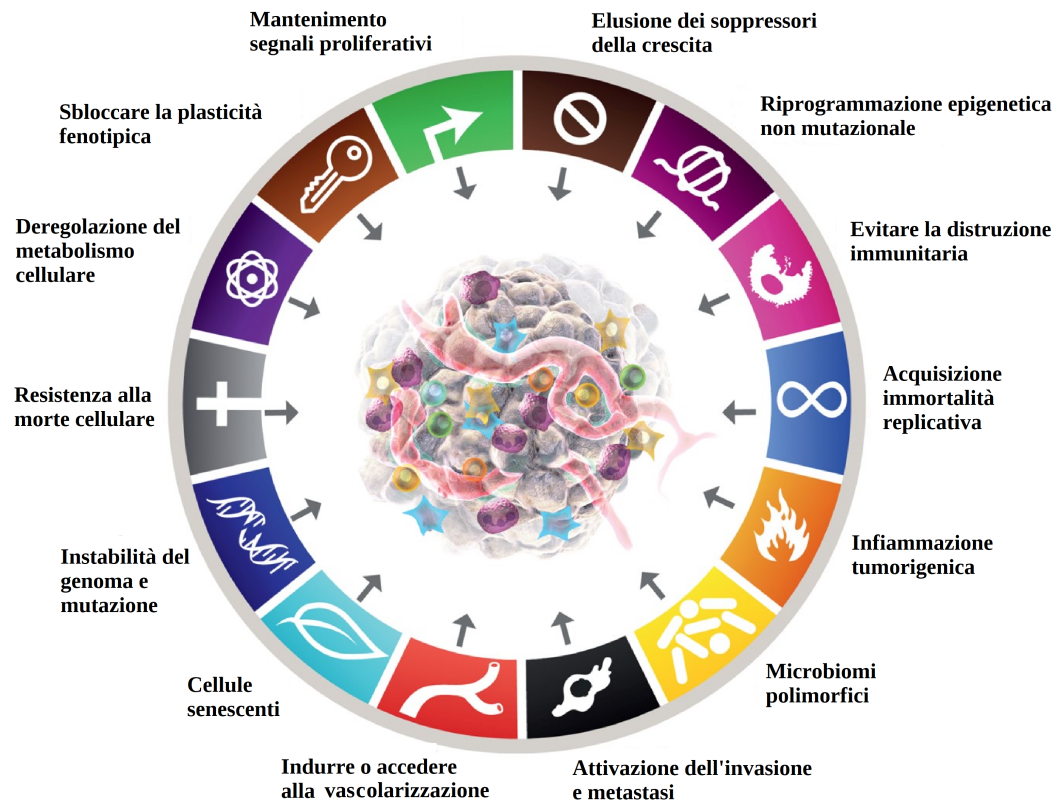 Mantenimento
segnali proliferativi
Elusione dei soppressori
della crescita
Sbloccare la plasticità
fenotipica
Riprogrammazione epigenetica
non mutazionale
Deregolazione del
metabolismo
cellulare
Evitare la distruzione
immunitaria
Resistenza alla
morte cellulare
Acquisizione
immortalità
replicativa
Instabilità del
genoma e
mutazione
Infiammazione
tumorigenica
Cellule
senescenti
Microbiomi
polimorfici
Indurre o accedere
alla vascolarizzazione
Attivazione dell'invasione
e metastasi